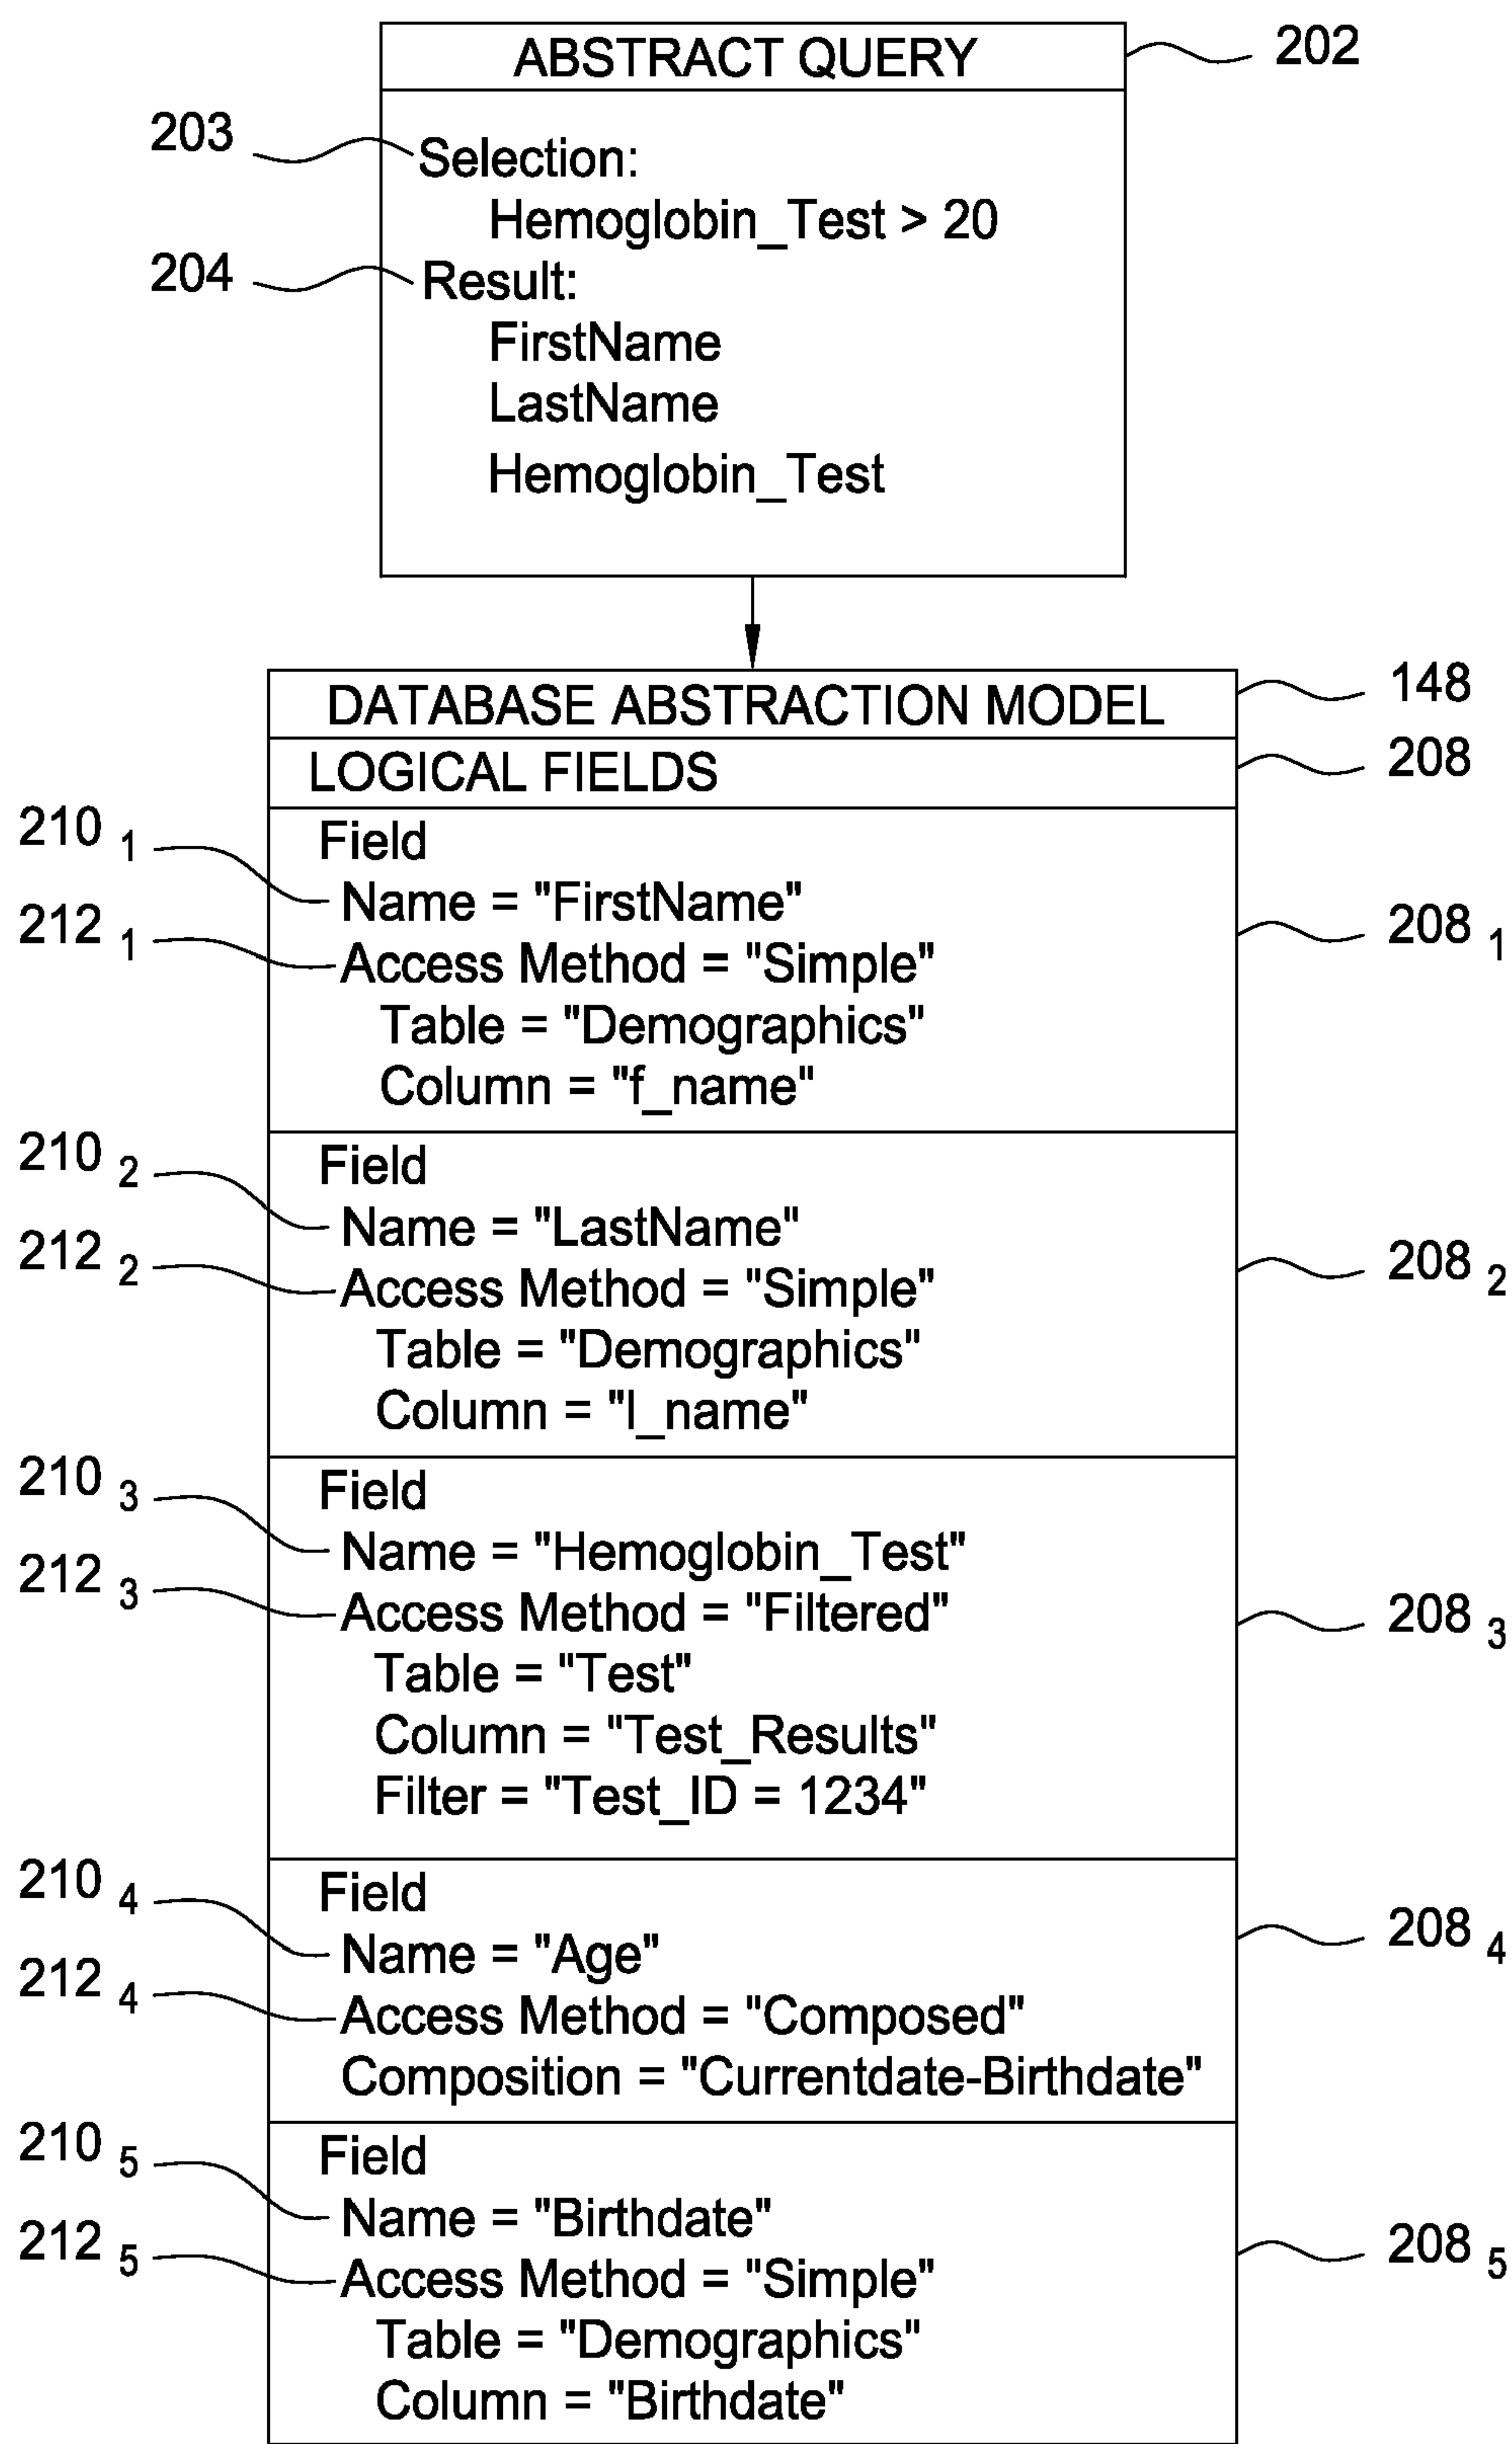 ABSTRACT QUERY
202
203
Selection:
Hemoglobin_Test > 20
204
Result:
FirstName
LastName
Hemoglobin_Test
DATABASE ABSTRACTION MODEL
148
LOGICAL FIELDS
208
210 1
Field
Name = "FirstName"
212 1
Access Method = "Simple"
208 1
Table = "Demographics"
Column = "f_name"
210 2
Field
Name = "LastName"
212 2
Access Method = "Simple"
208 2
Table = "Demographics"
Column = "l_name"
210 3
Field
Name = "Hemoglobin_Test"
212 3
Access Method = "Filtered"
208 3
Table = "Test"
Column = "Test_Results"
Filter = "Test_ID = 1234"
210 4
Field
208 4
Name = "Age"
212 4
Access Method = "Composed"
Composition = "Currentdate-Birthdate"
210 5
Field
Name = "Birthdate"
212 5
Access Method = "Simple"
208 5
Table = "Demographics"
Column = "Birthdate"